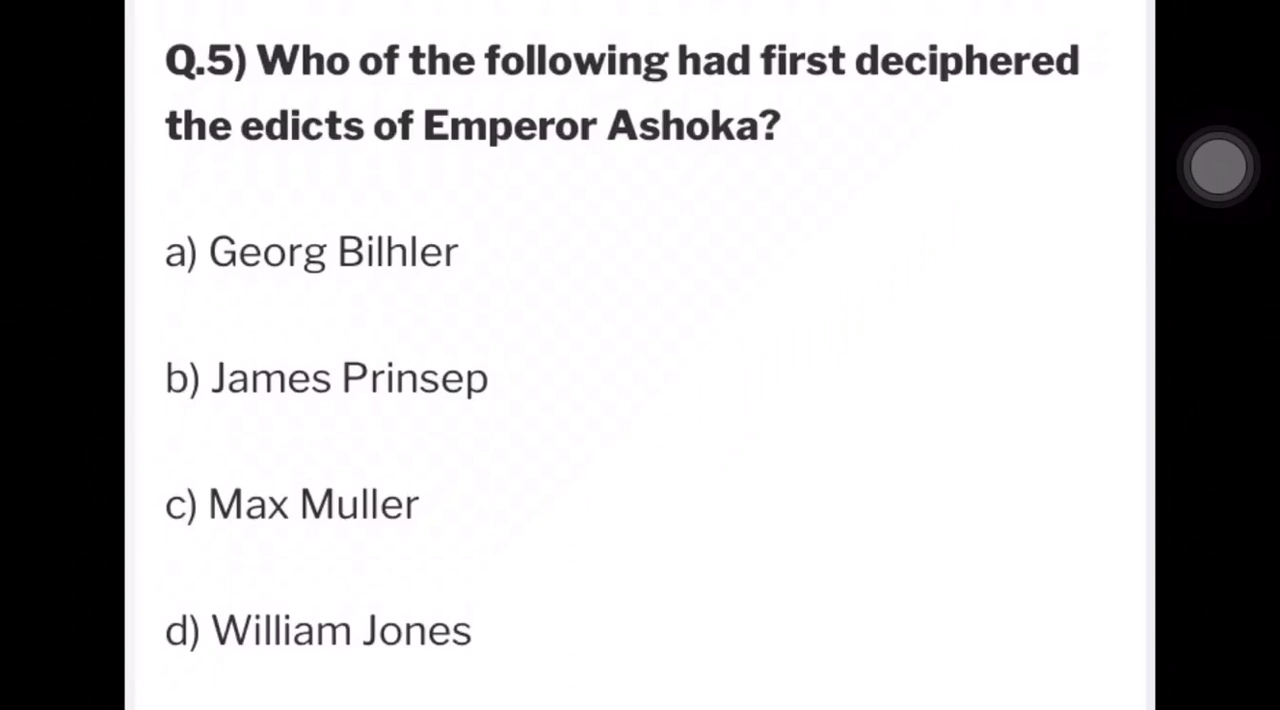 Q.5) Who of the following had first deciphered
the edicts of Emperor Ashoka?
a) Georg Bilhler
b) James Prinsep
c) Max Muller
d) William Jones